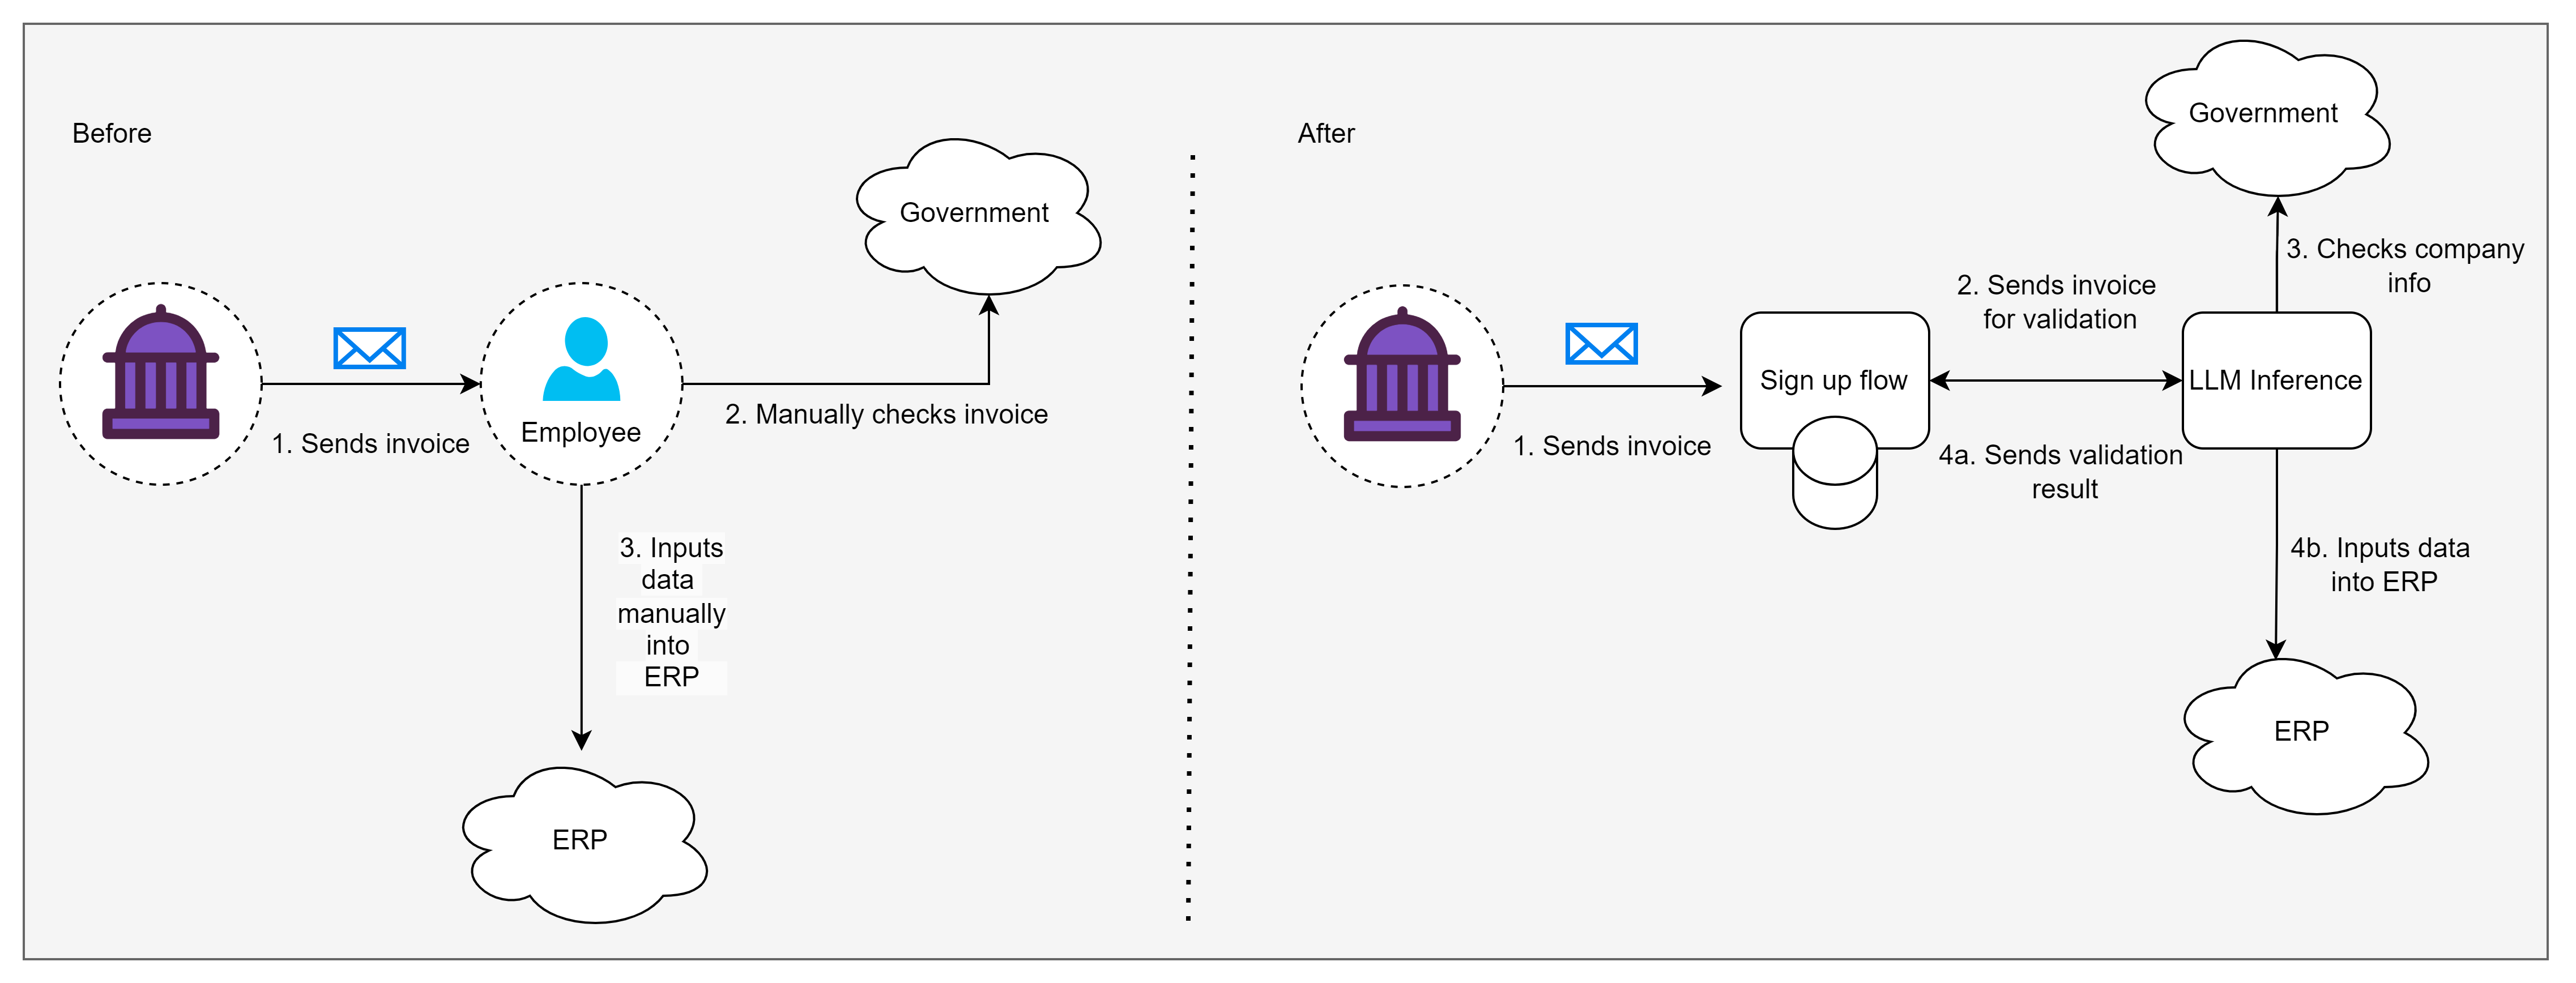 Before
Government
Employee
1. Sends invoice
2. Manually checks invoice
3. Inputs
data
manually
into
ERP
ERP
After
Government
3. Checks company
info
2. Sends invoice
for validation
Sign up flow
LLM Inference
1. Sends invoice
4a. Sends validation
result
4b. Inputs data
into ERP
ERP